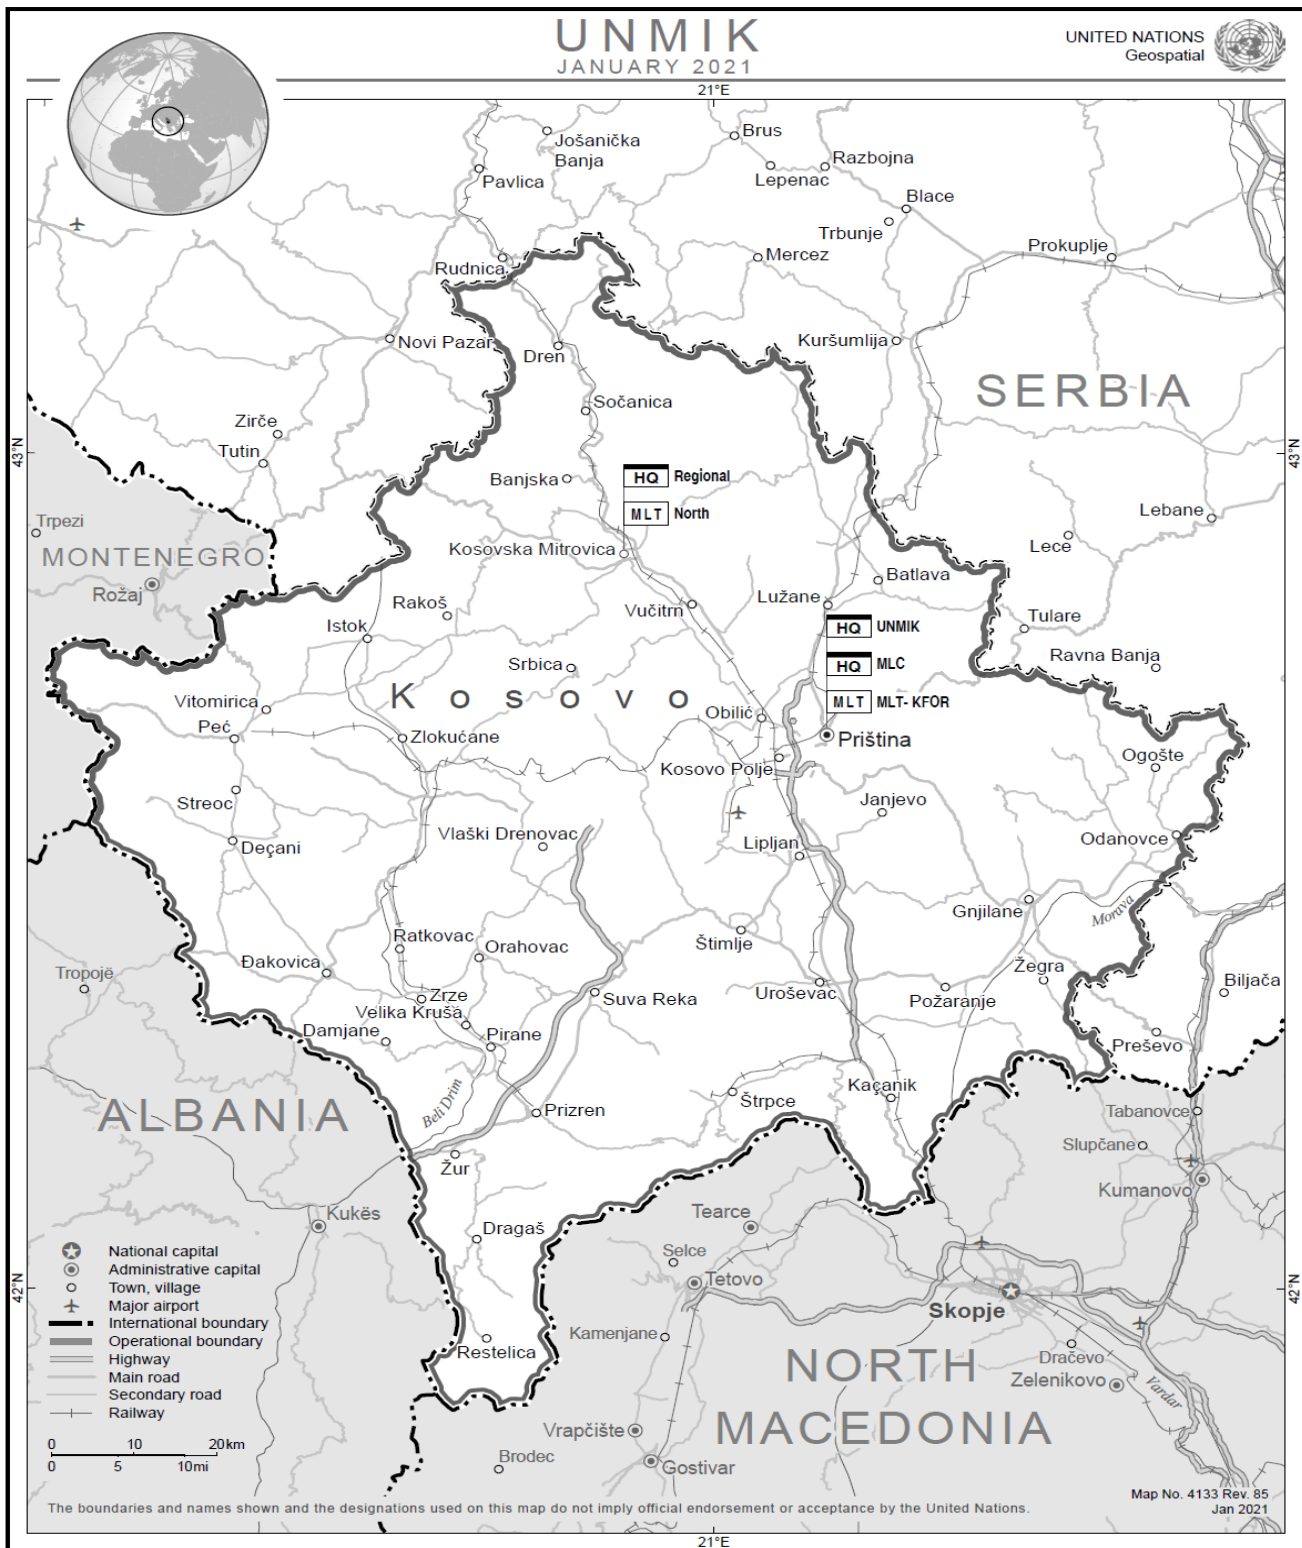 UNMIK
JANUARY 2021
UNITED NATIONS
Geospatial
21°E
Jošanička
Banja
Brus
Pavlica
Lepenac
Razbojna
Blace
Trbunje
Mercez
Prokuplje
Rudnica
Novi Pazar
Dren
Kuršumlija
SERBIA
Sočanica
Zirče
Tutin
43°N
43°N
Banjska
HQ Regional
MLT North
Trpezi
Lebane
MONTENEGRO
Rožaj
Kosovska Mitrovica
Lece
Batlava
Rakoš
Vučitrn
Lužane
Istok
HQ UNMIK
Tulare
Srbica
HQ MLC
Ravna Banja
Kosovo
Vitomirica
MLT MLT- KFOR
Peć
Obilić
Zlokućane
Priština
Ogošte
Kosovo Polje
Streoc
Janjevo
Vlaški Drenovac
Deçani
Lipljan
Odanovce
Gnjilane
Morava
Ratkovac
Orahovac
Štimlje
Đakovica
Tropojë
Žegra
Zrze
Suva Reka
Uroševac
Požaranje
Biljača
Velika Kruša
Damjane
Pirane
Preševo
Kaçanik
Beli Drim
Štrpce
ALBANIA
Prizren
Tabanovce
Slupčane
Žur
Kumanovo
Kukës
Tearce
Dragaš
Selce
Tetovo
42°N
42°N
Skopje
Kamenjane
Restelica
Dračevo
NORTH
MACEDONIA
Zelenikovo
Vardar
Vrapčište
Brodec
Gostivar
National capital
Administrative capital
Town, village
Major airport
International boundary
Operational boundary
Highway
Main road
Secondary road
Railway
0 10 20 km
0 5 10 mi
The boundaries and names shown and the designations used on this map do not imply official endorsement or acceptance by the United Nations.
Map No. 4133 Rev. 85
Jan 2021
21°E